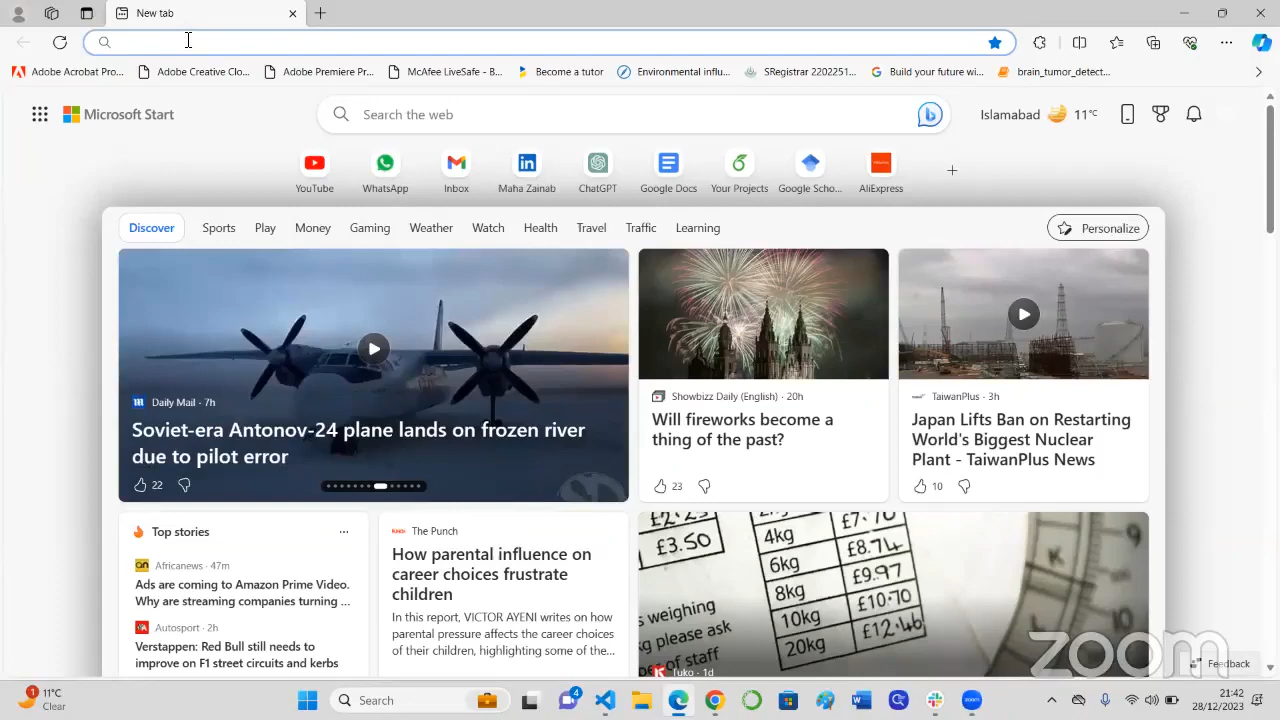 New tab
Adobe Acrobat Pro...
Adobe Creative Clo...
Adobe Premiere Pr...
McAfee LiveSafe - B...
Become a tutor
Environmental influ...
SRegistrar 2202251...
Build your future wi...
brain_tumor_detect...
Microsoft Start
Search the web
Islamabad
11°C
YouTube
WhatsApp
Inbox
Maha Zainab
ChatGPT
Google Docs
Your Projects
Google Scho...
AliExpress
Discover
Sports
Play
Money
Gaming
Weather
Watch
Health
Travel
Traffic
Learning
Personalize
Daily Mail · 7h
Soviet-era Antonov-24 plane lands on frozen river
due to pilot error
22
Showbizz Daily (English) · 20h
Will fireworks become a
thing of the past?
23
TaiwanPlus · 3h
Japan Lifts Ban on Restarting
World's Biggest Nuclear
Plant - TaiwanPlus News
10
Top stories
Africanews · 47m
Ads are coming to Amazon Prime Video.
Why are streaming companies turning ...
Autosport · 2h
Verstappen: Red Bull still needs to
improve on F1 street circuits and kerbs
The Punch
How parental influence on
career choices frustrate
children
In this report, VICTOR AYENI writes on how
parental pressure affects the career choices
of their children, highlighting some of the...
£2.25
£3.50
£7.70
4kg £8.74
6kg £9.97
8kg £10.70
10kg £12.46
20kg
weighing
please ask
of staff
Tuko · 1d
zoom
Feedback
1
11°C
Clear
Search
4
21:42
28/12/2023